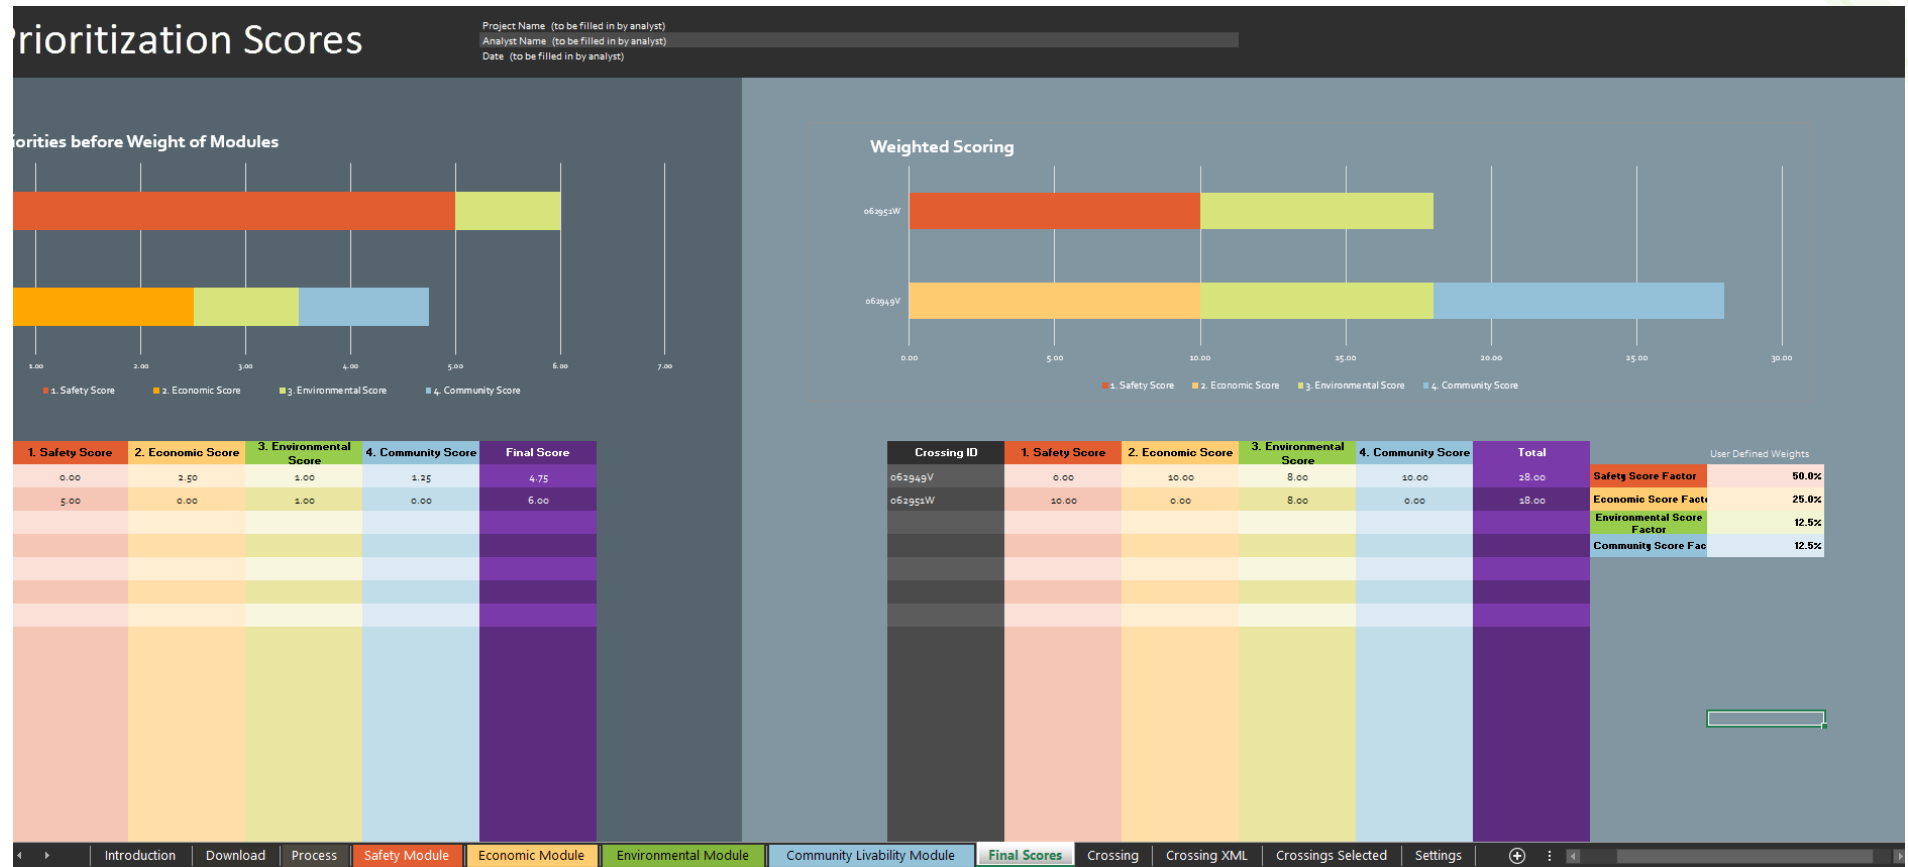 rioritization Scores
Project Name (to be filled in by analyst)
Analyst Name (to be filled in by analyst)
Date (to be filled in by analyst)
iorities before Weight of Modules
1.00 2.00 3.00 4.00 5.00 6.00 7.00
1. Safety Score 2. Economic Score 3. Environmental Score 4. Community Score
Weighted Scoring
062951W
062949V
0.00 5.00 10.00 15.00 20.00 25.00 30.00
1. Safety Score 2. Economic Score 3. Environmental Score 4. Community Score
1. Safety Score 2. Economic Score 3. Environmental Score 4. Community Score Final Score
0.00 2.50 1.00 1.25 4.75
5.00 0.00 1.00 0.00 6.00
Crossing ID 1. Safety Score 2. Economic Score 3. Environmental Score 4. Community Score Total
062949V 0.00 10.00 8.00 10.00 28.00
062951W 10.00 0.00 8.00 0.00 18.00
User Defined Weights
Safety Score Factor 50.0%
Economic Score Facto 25.0%
Environmental Score Factor 12.5%
Community Score Fac 12.5%
Introduction Download Process Safety Module Economic Module Environmental Module Community Livability Module Final Scores Crossing Crossing XML Crossings Selected Settings